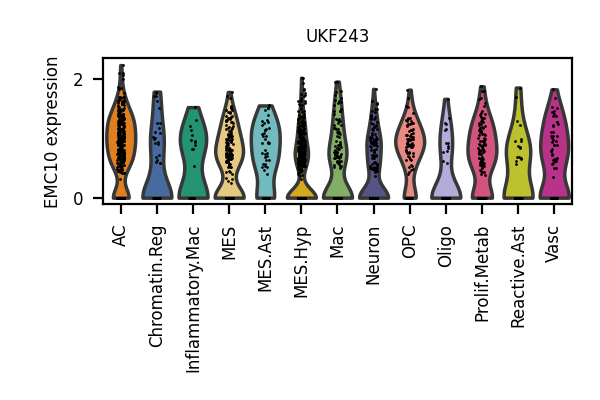 UKF243
EMC10 expression
2
0
AC
Chromatin.Reg
Inflammatory.Mac
MES
MES.Ast
MES.Hyp
Mac
Neuron
OPC
Oligo
Prolif.Metab
Reactive.Ast
Vasc